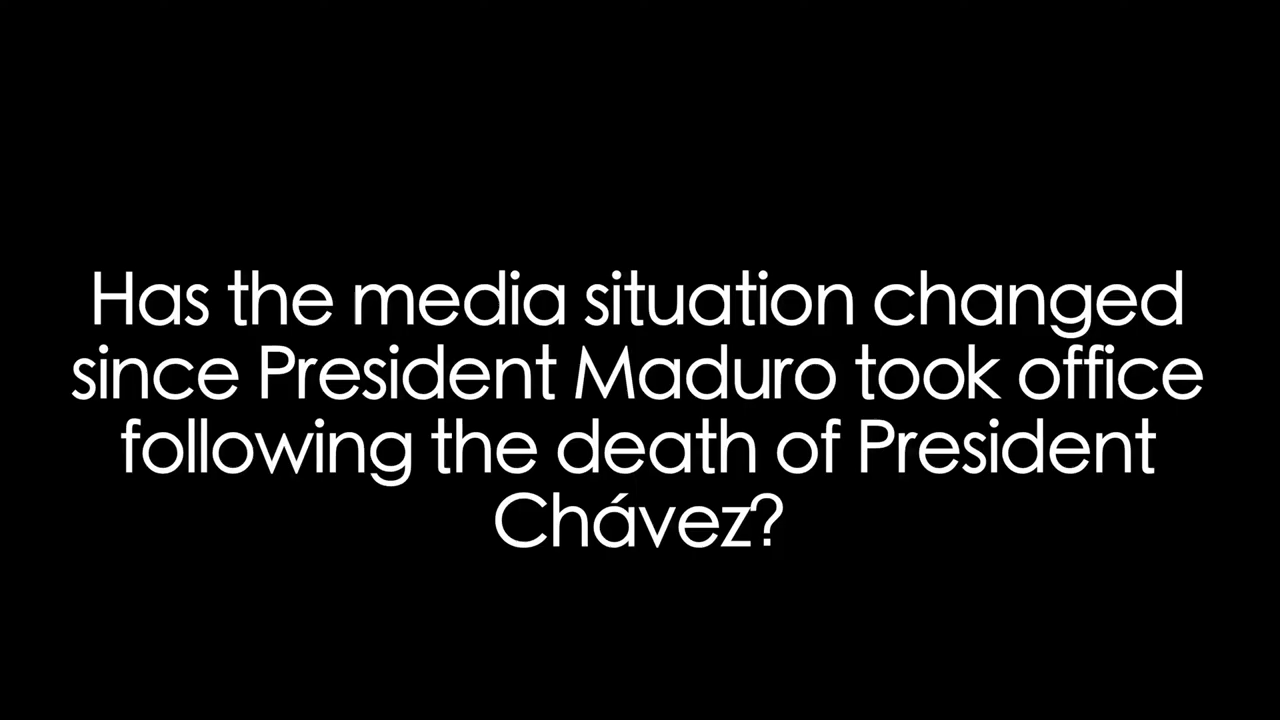 Has the media situation changed
since President Maduro took office
following the death of President
Chávez?